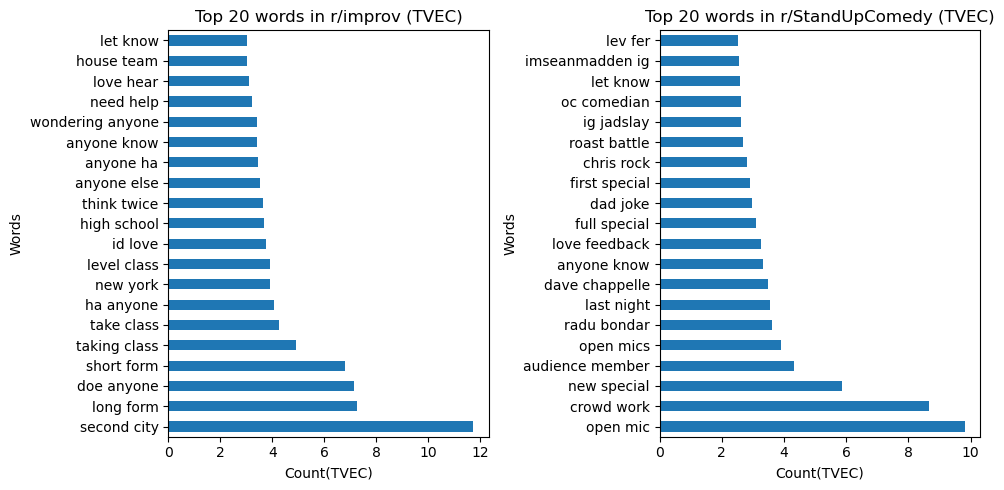 Top 20 words in r/improv (TVEC)
Words
let know
house team
love hear
need help
wondering anyone
anyone know
anyone ha
anyone else
think twice
high school
id love
level class
new york
ha anyone
take class
taking class
short form
doe anyone
long form
second city
0 2 4 6 8 10 12
Count(TVEC)
Top 20 words in r/StandUpComedy (TVEC)
Words
lev fer
imseanmadden ig
let know
oc comedian
ig jadslay
roast battle
chris rock
first special
dad joke
full special
love feedback
anyone know
dave chappelle
last night
radu bondar
open mics
audience member
new special
crowd work
open mic
0 2 4 6 8 10
Count(TVEC)